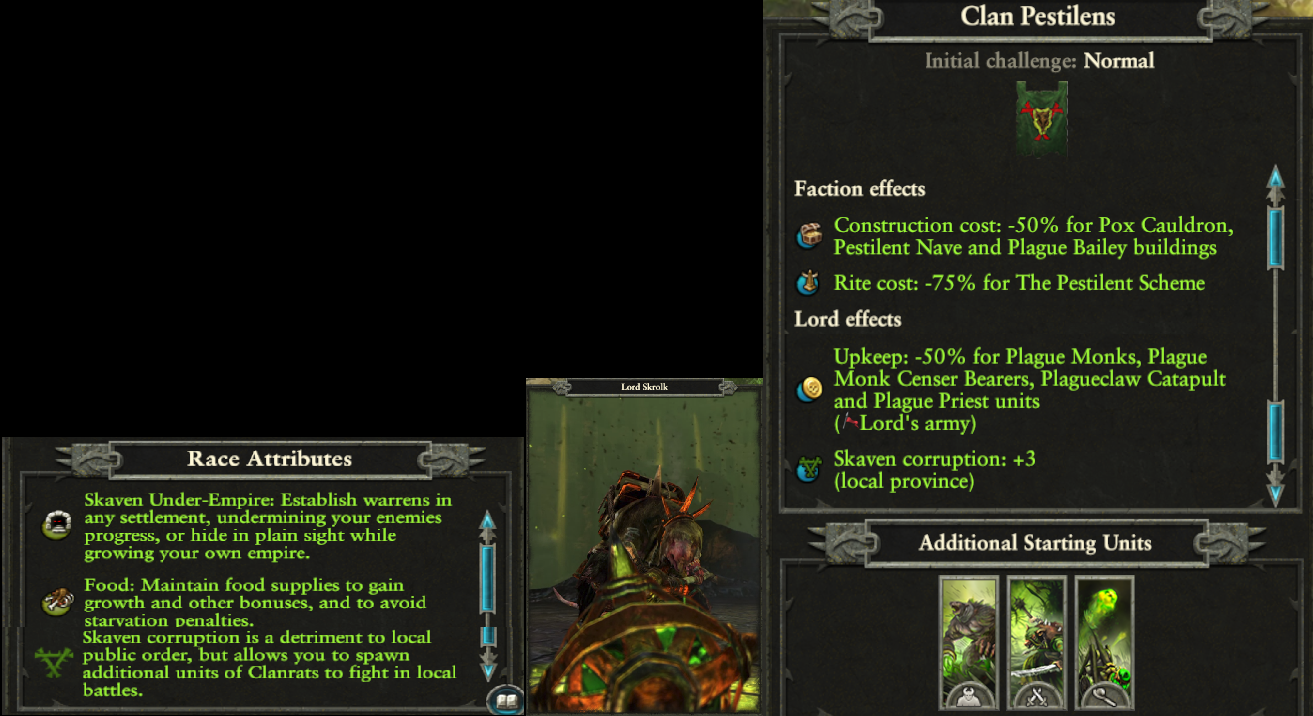 Clan Pestilens
Initial challenge: Normal
Faction effects
Construction cost: -50% for Pox Cauldron,
Pestilent Nave and Plague Bailey buildings
Rite cost: -75% for The Pestilent Scheme
Lord effects
Upkeep: -50% for Plague Monks, Plague
Monk Censer Bearers, Plagueclaw Catapult
and Plague Priest units
(Lord's army)
Skaven corruption: +3
(local province)
Additional Starting Units
Lord Skrolk
Race Attributes
Skaven Under-Empire: Establish warrens in
any settlement, undermining your enemies
progress, or hide in plain sight while
growing your own empire.
Food: Maintain food supplies to gain
growth and other bonuses, and to avoid
starvation penalties.
Skaven corruption is a detriment to local
public order, but allows you to spawn
additional units of Clanrats to fight in local
battles.